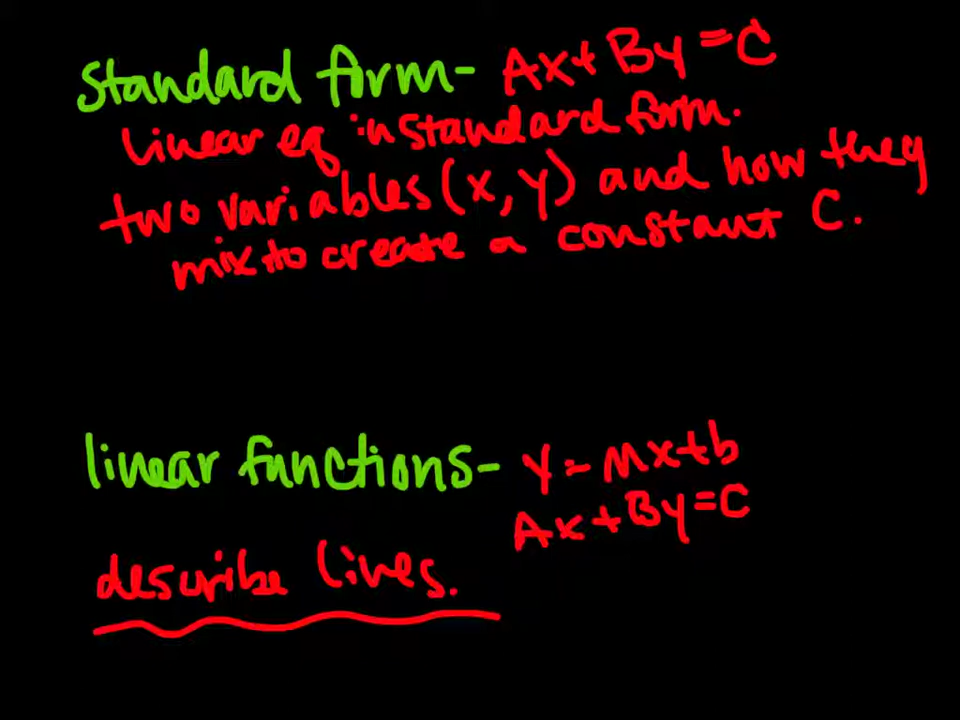 standard form- Ax+By=C
linear eq in standard form.
two variables (x, y) and how they
mix to create a constant C.
linear functions- y=mx+b
Ax+By=C
describe lines.